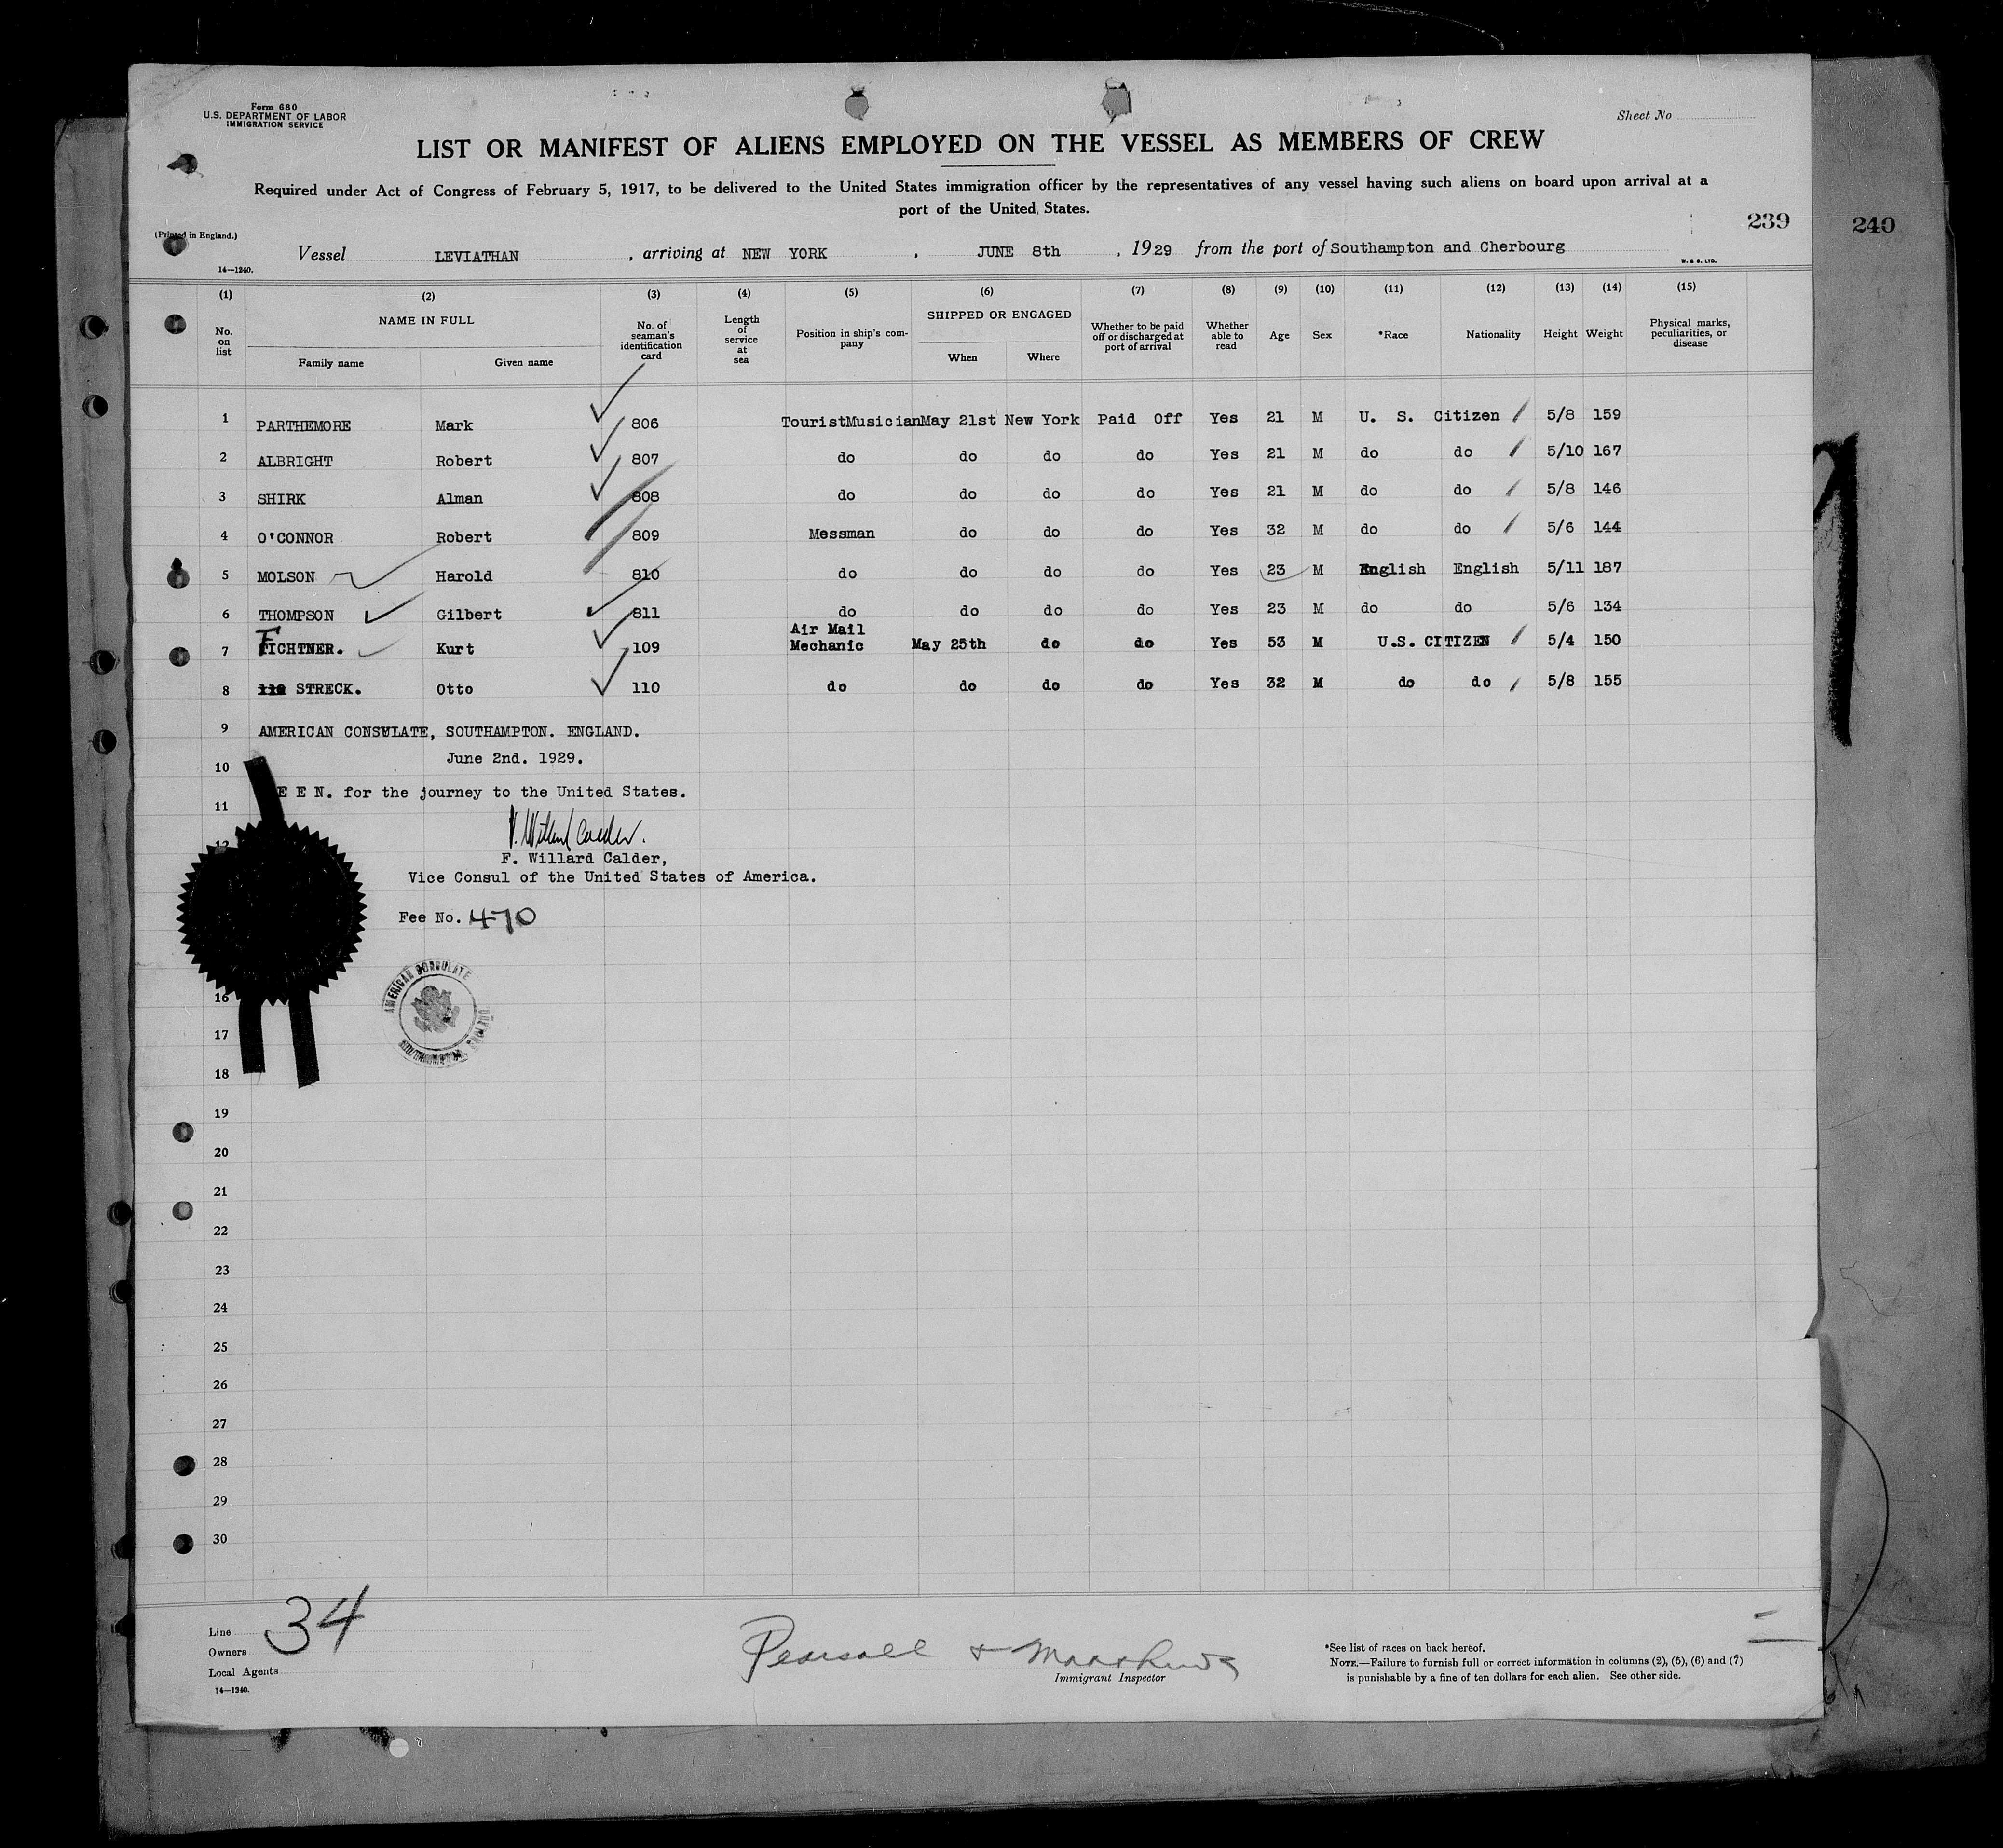 Form 680
U.S. DEPARTMENT OF LABOR
IMMIGRATION SERVICE
Sheet No
LIST OR MANIFEST OF ALIENS EMPLOYED ON THE VESSEL AS MEMBERS OF CREW
Required under Act of Congress of February 5, 1917, to be delivered to the United States immigration officer by the representatives of any vessel having such aliens on board upon arrival at a
port of the United States.
239
240
(Printed in England.)
Vessel LEVIATHAN , arriving at NEW YORK , JUNE 8th , 1929 from the port of Southampton and Cherbourg
14—1240.
W. & S. LTD.
(1) (2) (3) (4) (5) (6) (7) (8) (9) (10) (11) (12) (13) (14) (15)
No. on list NAME IN FULL Family name Given name No. of seaman's identification card Length of service at sea Position in ship's com-pany SHIPPED OR ENGAGED When Where Whether to be paid off or discharged at port of arrival Whether able to read Age Sex *Race Nationality Height Weight Physical marks, peculiarities, or disease
1 PARTHEMORE Mark 806 TouristMusicianMay 21st New York Paid Off Yes 21 M U. S. Citizen 5/8 159
2 ALBRIGHT Robert 807 do do do do Yes 21 M do do 5/10 167
3 SHIRK Alman 808 do do do do Yes 21 M do do 5/8 146
4 O'CONNOR Robert 809 Messman do do do Yes 32 M do do 5/6 144
5 MOLSON Harold 810 do do do do Yes 23 M English English 5/11 187
6 THOMPSON Gilbert 811 do do do do Yes 23 M do do 5/6 134
7 FICHTNER. Kurt 109 Air Mail Mechanic May 25th do do Yes 53 M U.S. CITIZEN 5/4 150
8 110 STRECK. Otto 110 do do do do Yes 32 M do do 5/8 155
9 AMERICAN CONSULATE, SOUTHAMPTON. ENGLAND.
10 June 2nd. 1929.
11 E E N. for the journey to the United States.
12
F. Willard Calder,
Vice Consul of the United States of America.
Fee No. 470
AMERICAN CONSULATE
SOUTHAMPTON, ENGLAND
16
17
18
19
20
21
22
23
24
25
26
27
28
29
30
34
Line
Owners
Local Agents
14—1240.
Pearsall &
Immigrant Inspector
*See list of races on back hereof.
NOTE.—Failure to furnish full or correct information in columns (2), (5), (6) and (7)
is punishable by a fine of ten dollars for each alien. See other side.